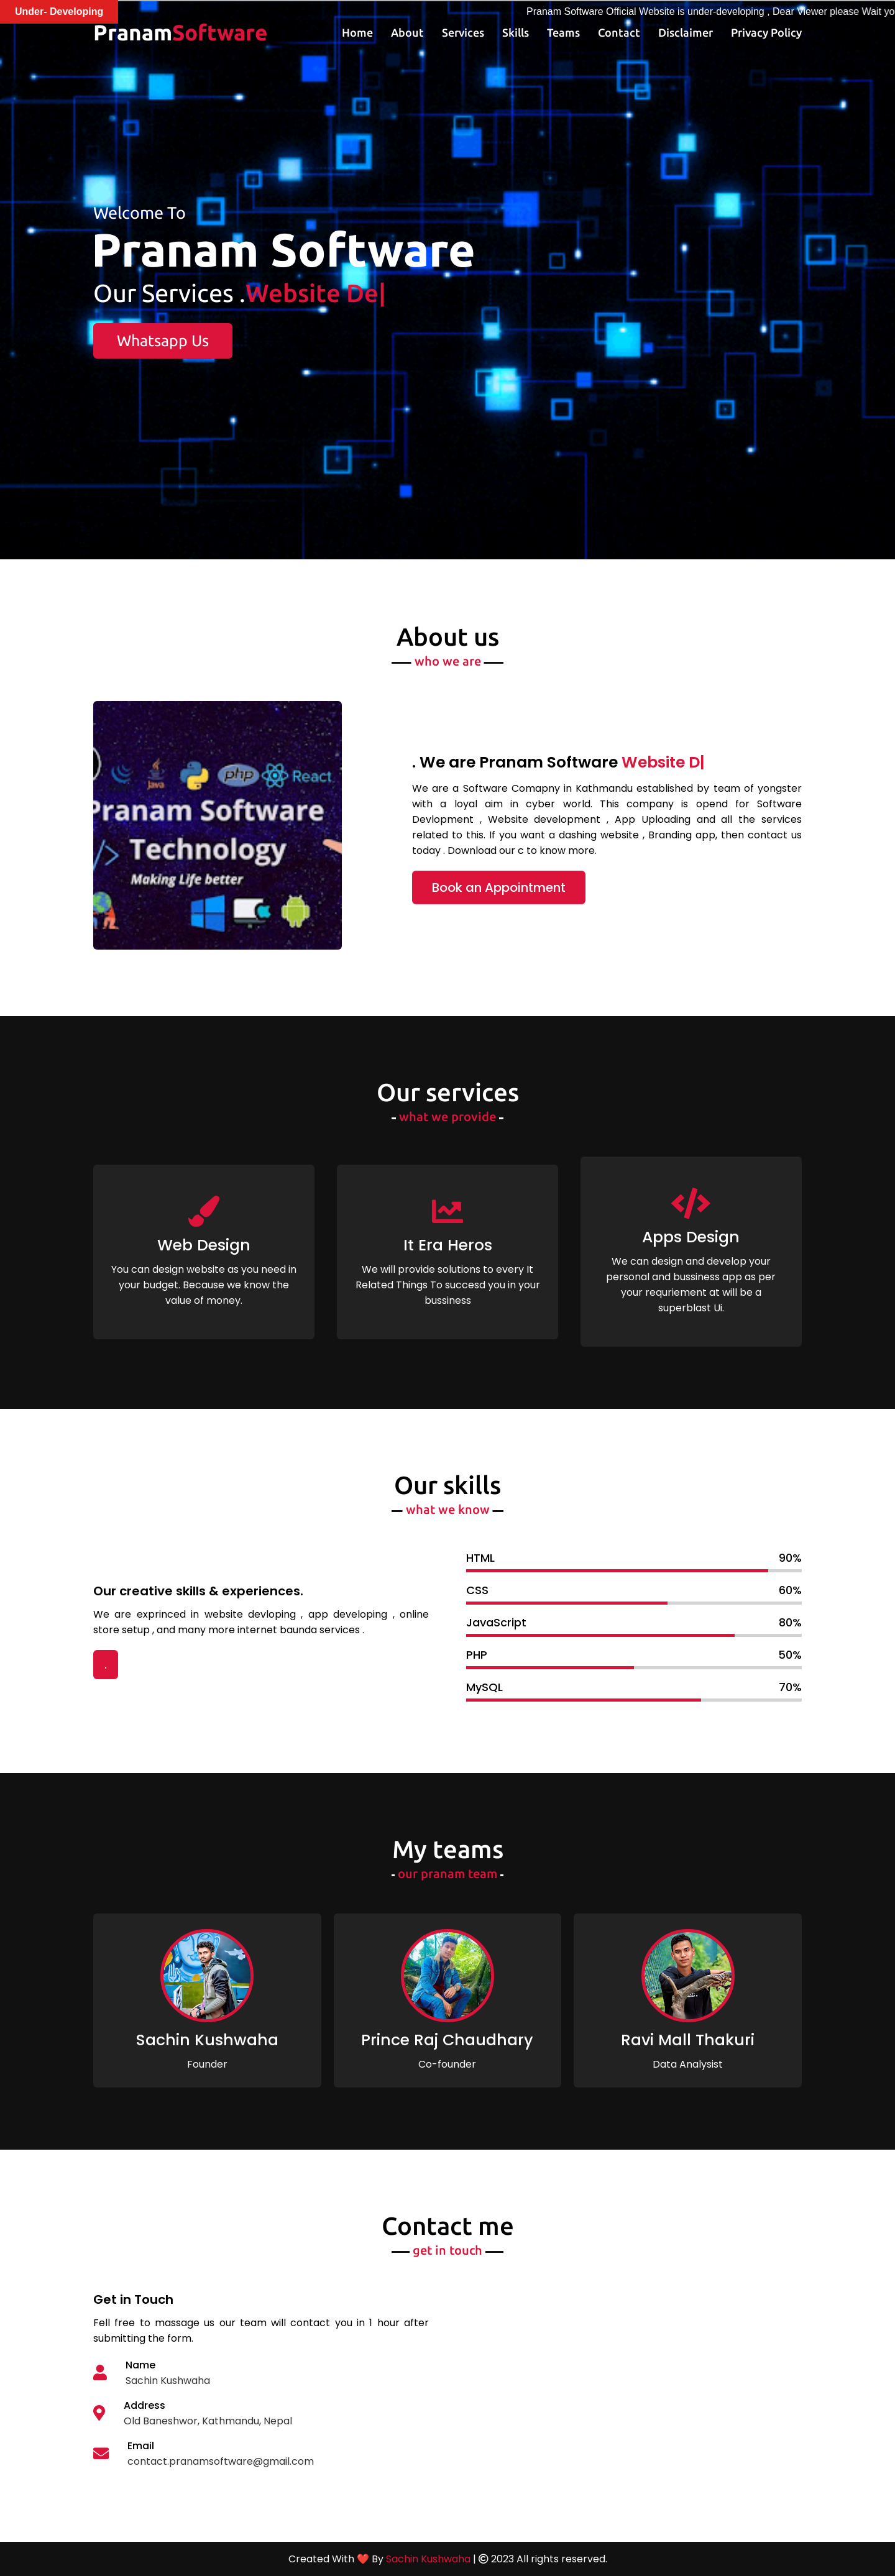 Under- Developing
Pranam Software Official Website is under-developing , Dear Viewer please Wait yo
PranamSoftware
Home About Services Skills Teams Contact Disclaimer Privacy Policy
Welcome To
Pranam Software
Our Services .Website De|
Whatsapp Us
About us
who we are
php
Java
React
Pranam Software
Technology
Making Life better
. We are Pranam Software Website D|
We are a Software Comapny in Kathmandu established by team of yongster
with a loyal aim in cyber world. This company is opend for Software
Devlopment , Website development , App Uploading and all the services
related to this. If you want a dashing website , Branding app, then contact us
today . Download our c to know more.
Book an Appointment
Our services
what we provide
Web Design
You can design website as you need in
your budget. Because we know the
value of money.
It Era Heros
We will provide solutions to every It
Related Things To succesd you in your
bussiness
Apps Design
We can design and develop your
personal and bussiness app as per
your requriement at will be a
superblast Ui.
Our skills
what we know
Our creative skills & experiences.
We are exprinced in website devloping , app developing , online
store setup , and many more internet baunda services .
.
HTML 90%
CSS 60%
JavaScript 80%
PHP 50%
MySQL 70%
My teams
our pranam team
Sachin Kushwaha
Founder
Prince Raj Chaudhary
Co-founder
Ravi Mall Thakuri
Data Analysist
Contact me
get in touch
Get in Touch
Fell free to massage us our team will contact you in 1 hour after
submitting the form.
Name
Sachin Kushwaha
Address
Old Baneshwor, Kathmandu, Nepal
Email
contact.pranamsoftware@gmail.com
Created With ❤️ By Sachin Kushwaha | © 2023 All rights reserved.